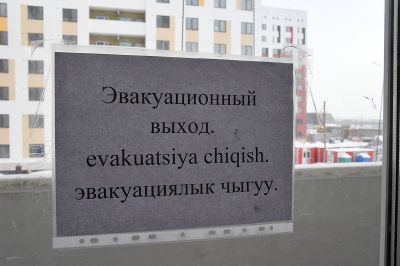 Эвакуационный
выход.
evakuatsiya chiqish.
эвакуациялык чыгуу.